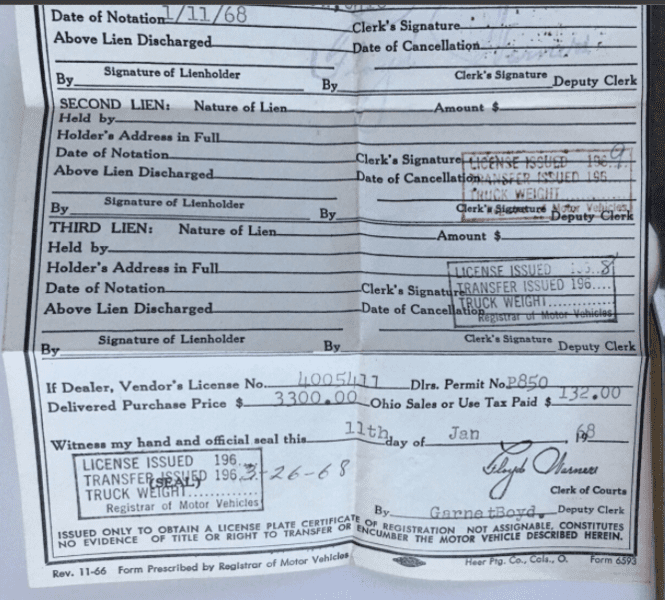 Date of Notation 1/11/68 Clerk's Signature
Above Lien Discharged Date of Cancellation
Signature of Lienholder Clerk's Signature
By By Deputy Clerk
SECOND LIEN: Nature of Lien Amount $
Held by
Holder's Address in Full
Date of Notation Clerk's Signature LICENSE ISSUED 196.9.
Above Lien Discharged Date of Cancellation TRANSFER ISSUED 196
TRUCK WEIGHT
Signature of Lienholder Clerk's Signature Motor Vehicles
By By Deputy Clerk
THIRD LIEN: Nature of Lien Amount $
Held by
Holder's Address in Full LICENSE ISSUED 8
Date of Notation Clerk's Signature TRANSFER ISSUED 196....
Above Lien Discharged Date of Cancellation TRUCK WEIGHT..............
Registrar of Motor Vehicles
Signature of Lienholder Clerk's Signature
By By Deputy Clerk
If Dealer, Vendor's License No. 4005411 Dlrs. Permit No. P850
Delivered Purchase Price $ 3300.00 Ohio Sales or Use Tax Paid $ 132.00
Witness my hand and official seal this 11th day of Jan , 1968
LICENSE ISSUED 196...
TRANSFER ISSUED 196. 3-26-68
(SEAL)
TRUCK WEIGHT..............
Registrar of Motor Vehicles
Clerk of Courts
By Garnet Boyd. Deputy Clerk
ISSUED ONLY TO OBTAIN A LICENSE PLATE CERTIFICATE OF REGISTRATION NOT ASSIGNABLE, CONSTITUTES
NO EVIDENCE OF TITLE OR RIGHT TO TRANSFER OR ENCUMBER THE MOTOR VEHICLE DESCRIBED HEREIN.
Rev. 11-66 Form Prescribed by Registrar of Motor Vehicles Heer Ptg. Co., Cols., O. Form 6593